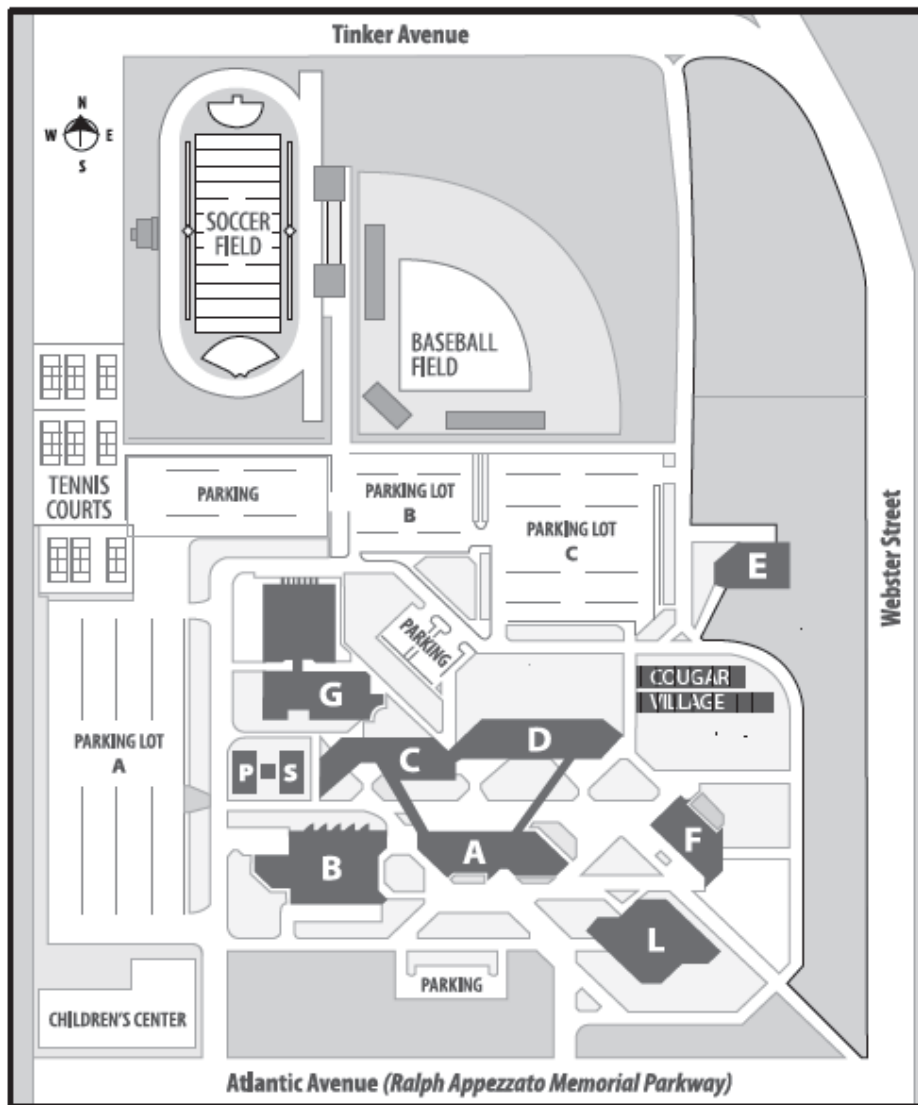 Tinker Avenue
N
W E
S
SOCCER
FIELD
BASEBALL
FIELD
TENNIS
COURTS
PARKING
PARKING LOT
B
PARKING LOT
C
E
Webster Street
PARKING
COUGAR
VILLAGE
G
D
C
PARKING LOT
A
P S
F
A
B
L
PARKING
CHILDREN'S CENTER
Atlantic Avenue (Ralph Appezzato Memorial Parkway)